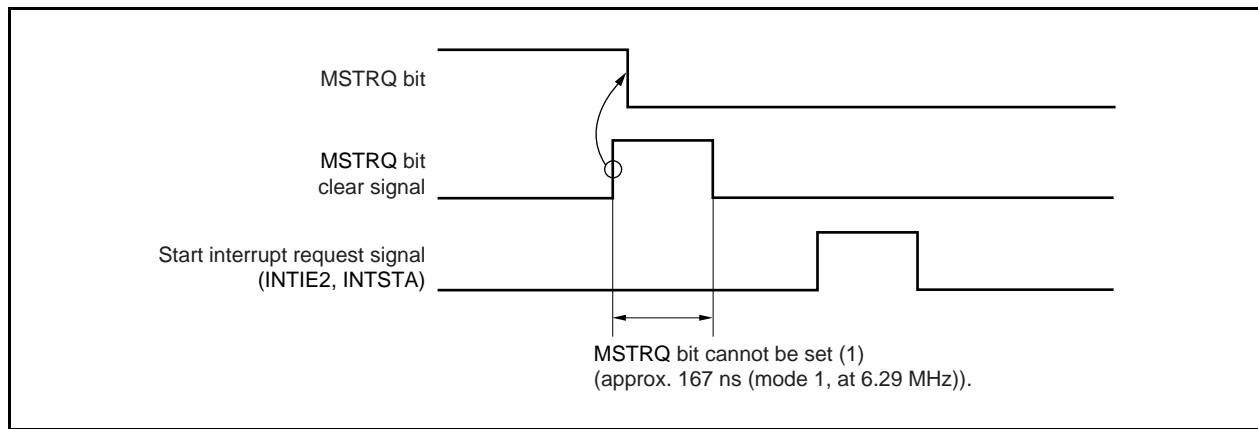 MSTRQ bit
MSTRQ bit
clear signal
Start interrupt request signal
(INTIE2, INTSTA)
MSTRQ bit cannot be set (1)
(approx. 167 ns (mode 1, at 6.29 MHz)).